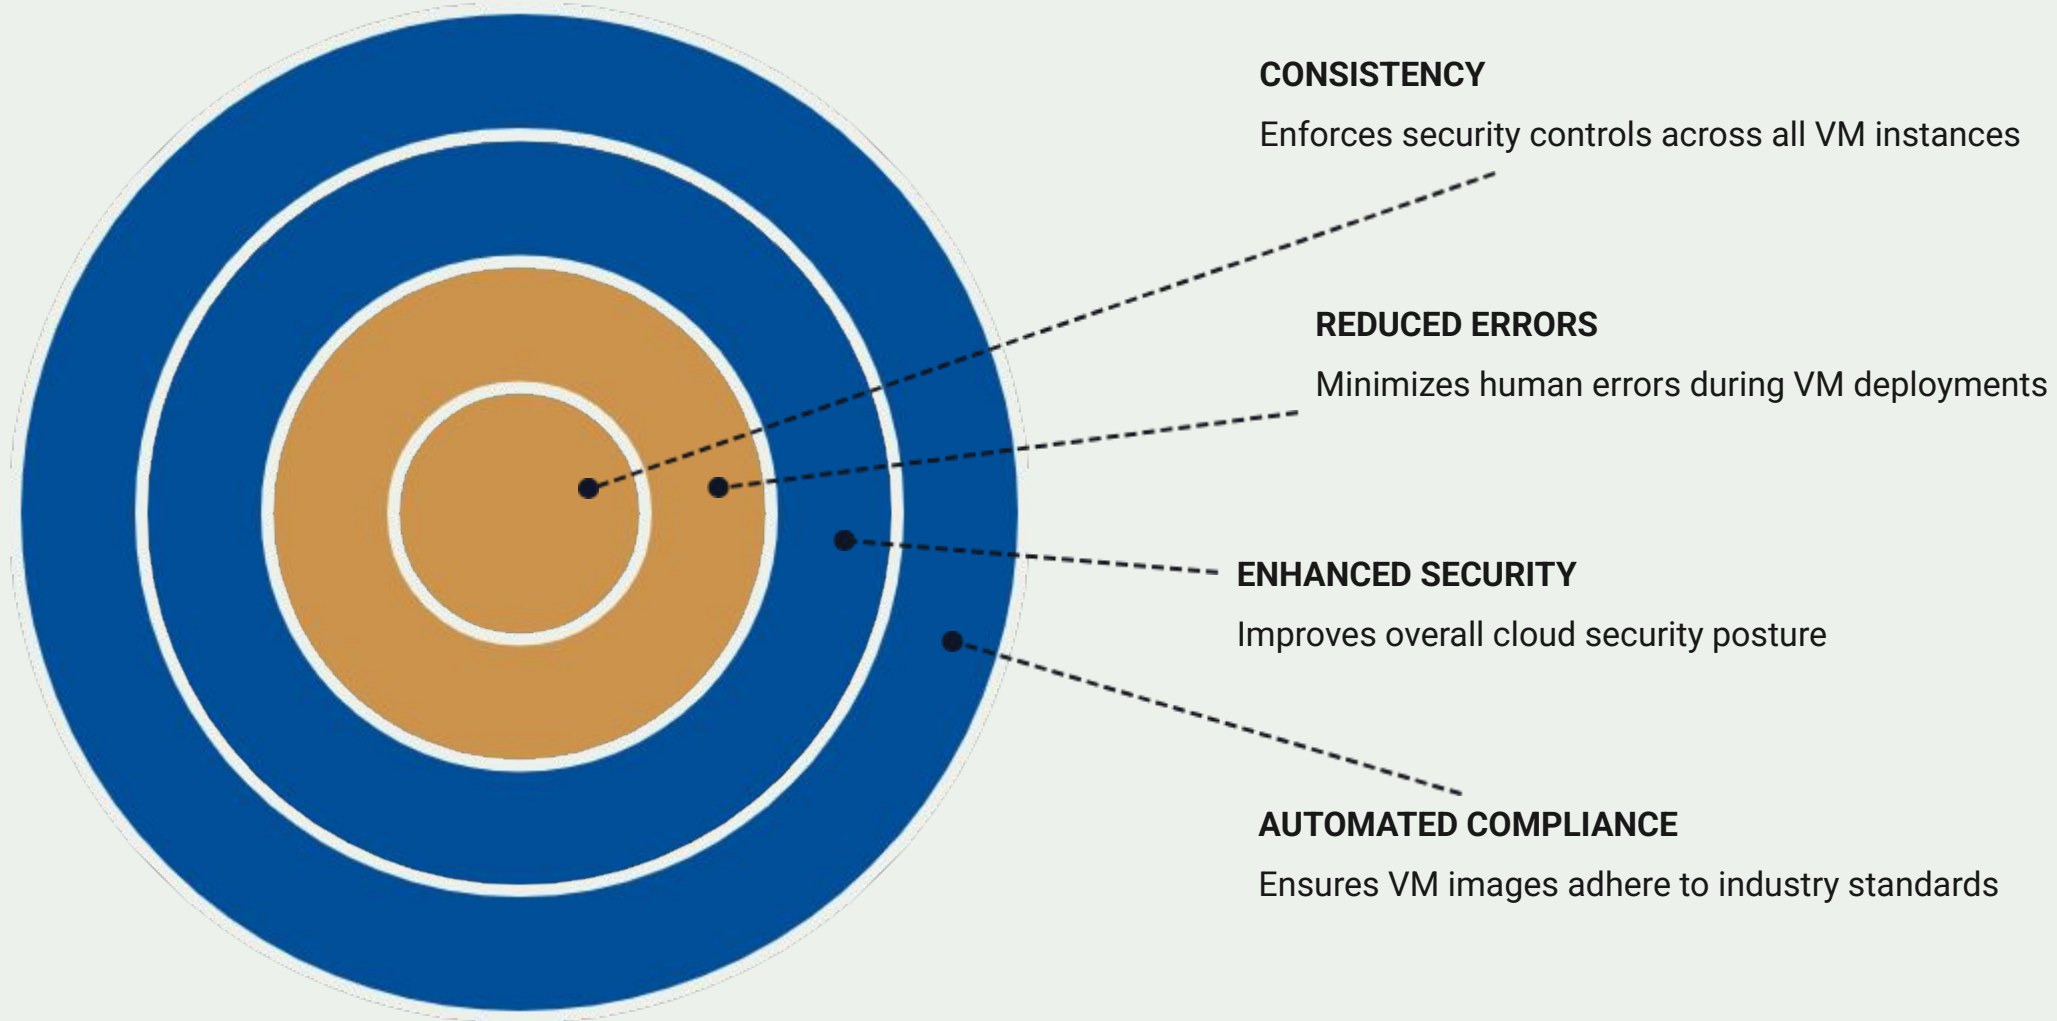 CONSISTENCY
Enforces security controls across all VM instances
REDUCED ERRORS
Minimizes human errors during VM deployments
ENHANCED SECURITY
Improves overall cloud security posture
AUTOMATED COMPLIANCE
Ensures VM images adhere to industry standards